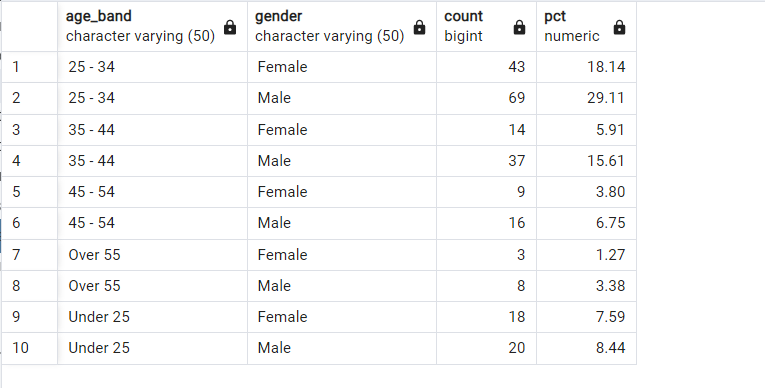 age_band gender count pct
character varying (50) character varying (50) bigint numeric
1 25 - 34 Female 43 18.14
2 25 - 34 Male 69 29.11
3 35 - 44 Female 14 5.91
4 35 - 44 Male 37 15.61
5 45 - 54 Female 9 3.80
6 45 - 54 Male 16 6.75
7 Over 55 Female 3 1.27
8 Over 55 Male 8 3.38
9 Under 25 Female 18 7.59
10 Under 25 Male 20 8.44